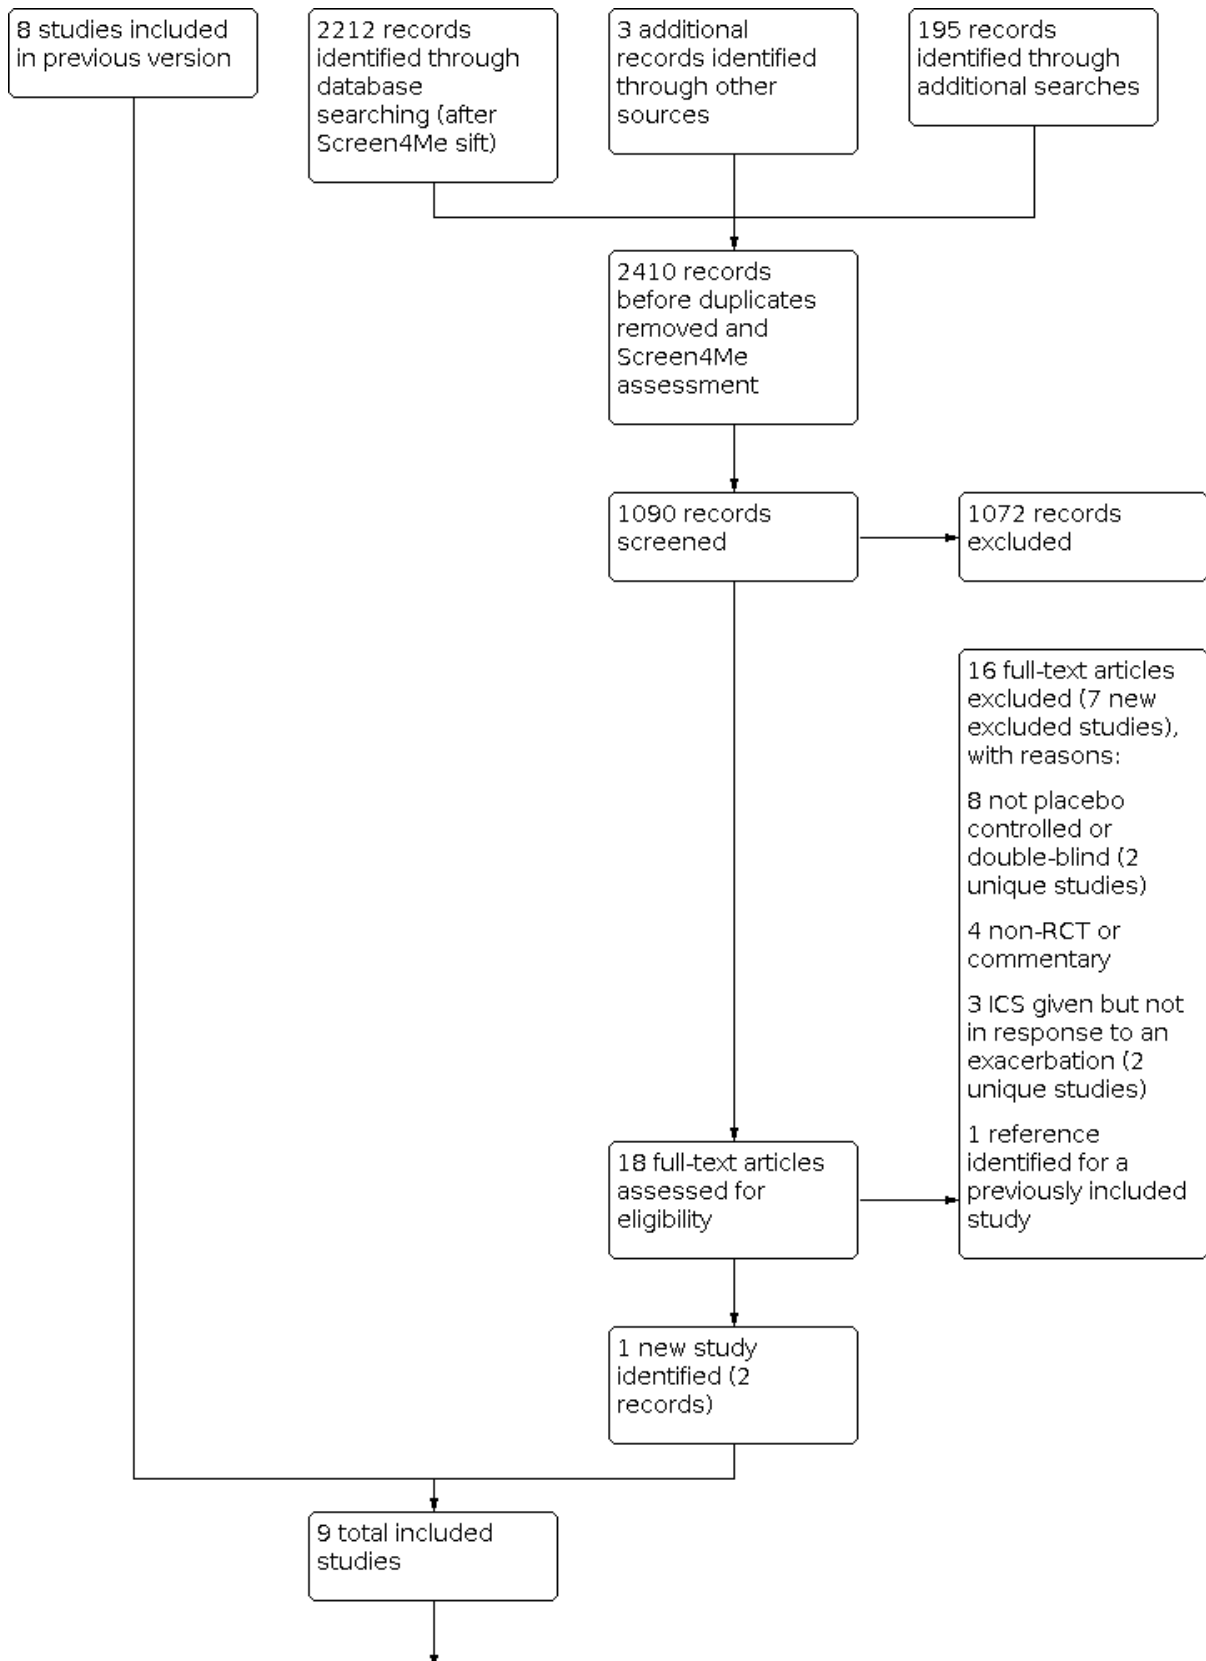 8 studies included
in previous version
2212 records
identified through
database
searching (after
Screen4Me sift)
3 additional
records identified
through other
sources
195 records
identified through
additional searches
2410 records
before duplicates
removed and
Screen4Me
assessment
1090 records
screened
1072 records
excluded
16 full-text articles
excluded (7 new
excluded studies),
with reasons:
8 not placebo
controlled or
double-blind (2
unique studies)
4 non-RCT or
commentary
3 ICS given but not
in response to an
exacerbation (2
unique studies)
1 reference
identified for a
previously included
study
18 full-text articles
assessed for
eligibility
1 new study
identified (2
records)
9 total included
studies